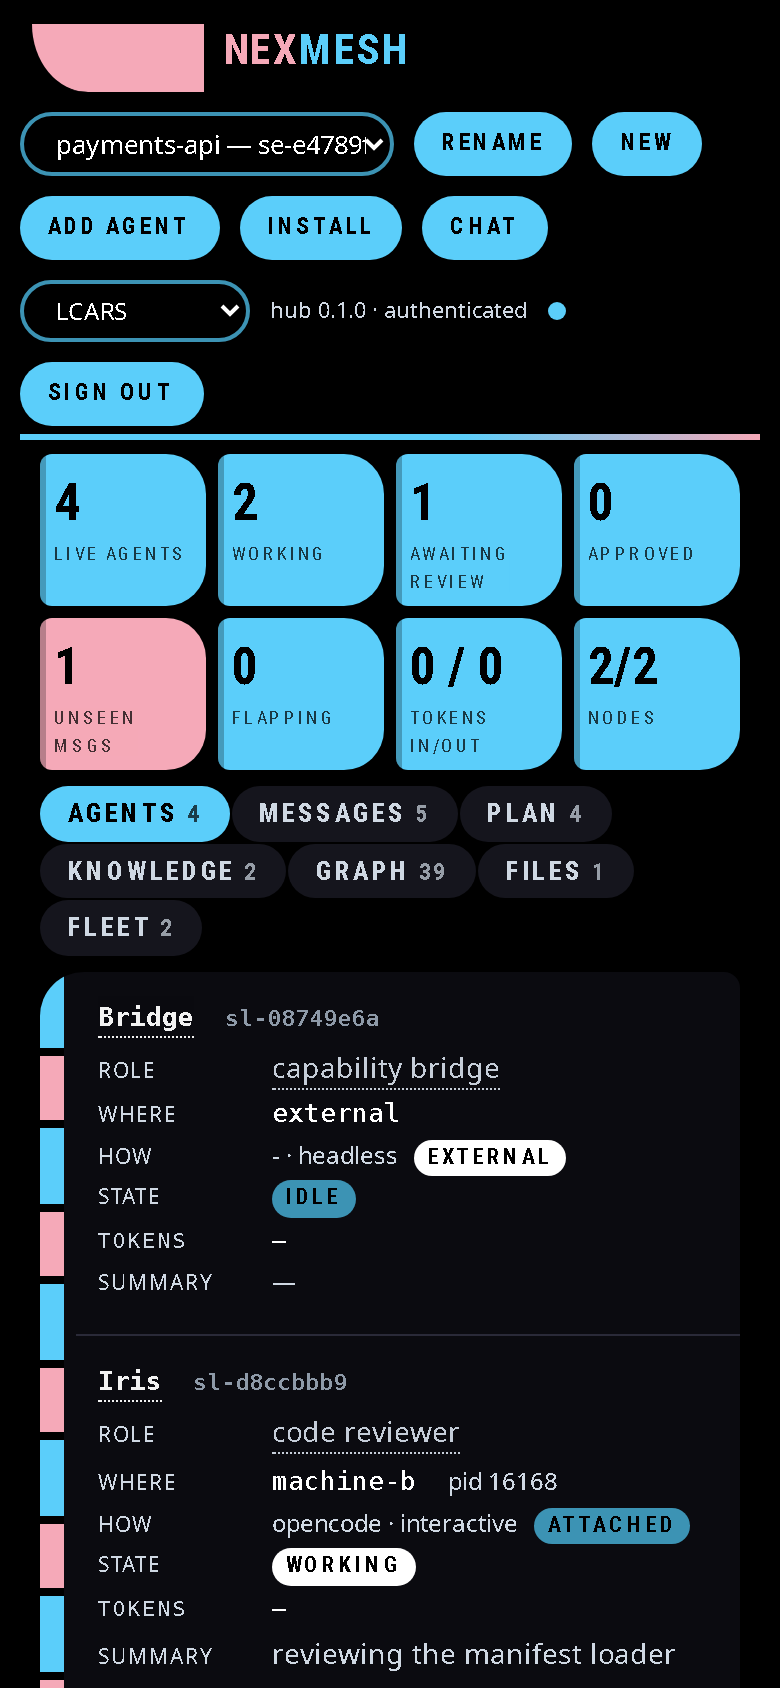 NEXMESH
payments-api — se-e4789
RENAME
NEW
ADD AGENT
INSTALL
CHAT
LCARS
hub 0.1.0 · authenticated
SIGN OUT
4
LIVE AGENTS
2
WORKING
1
AWAITING
REVIEW
0
APPROVED
1
UNSEEN
MSGS
0
FLAPPING
0 / 0
TOKENS
IN/OUT
2/2
NODES
AGENTS 4
MESSAGES 5
PLAN 4
KNOWLEDGE 2
GRAPH 39
FILES 1
FLEET 2
Bridge sl-08749e6a
ROLE capability bridge
WHERE external
HOW - · headless EXTERNAL
STATE IDLE
TOKENS –
SUMMARY —
Iris sl-d8ccbbb9
ROLE code reviewer
WHERE machine-b pid 16168
HOW opencode · interactive ATTACHED
STATE WORKING
TOKENS –
SUMMARY reviewing the manifest loader